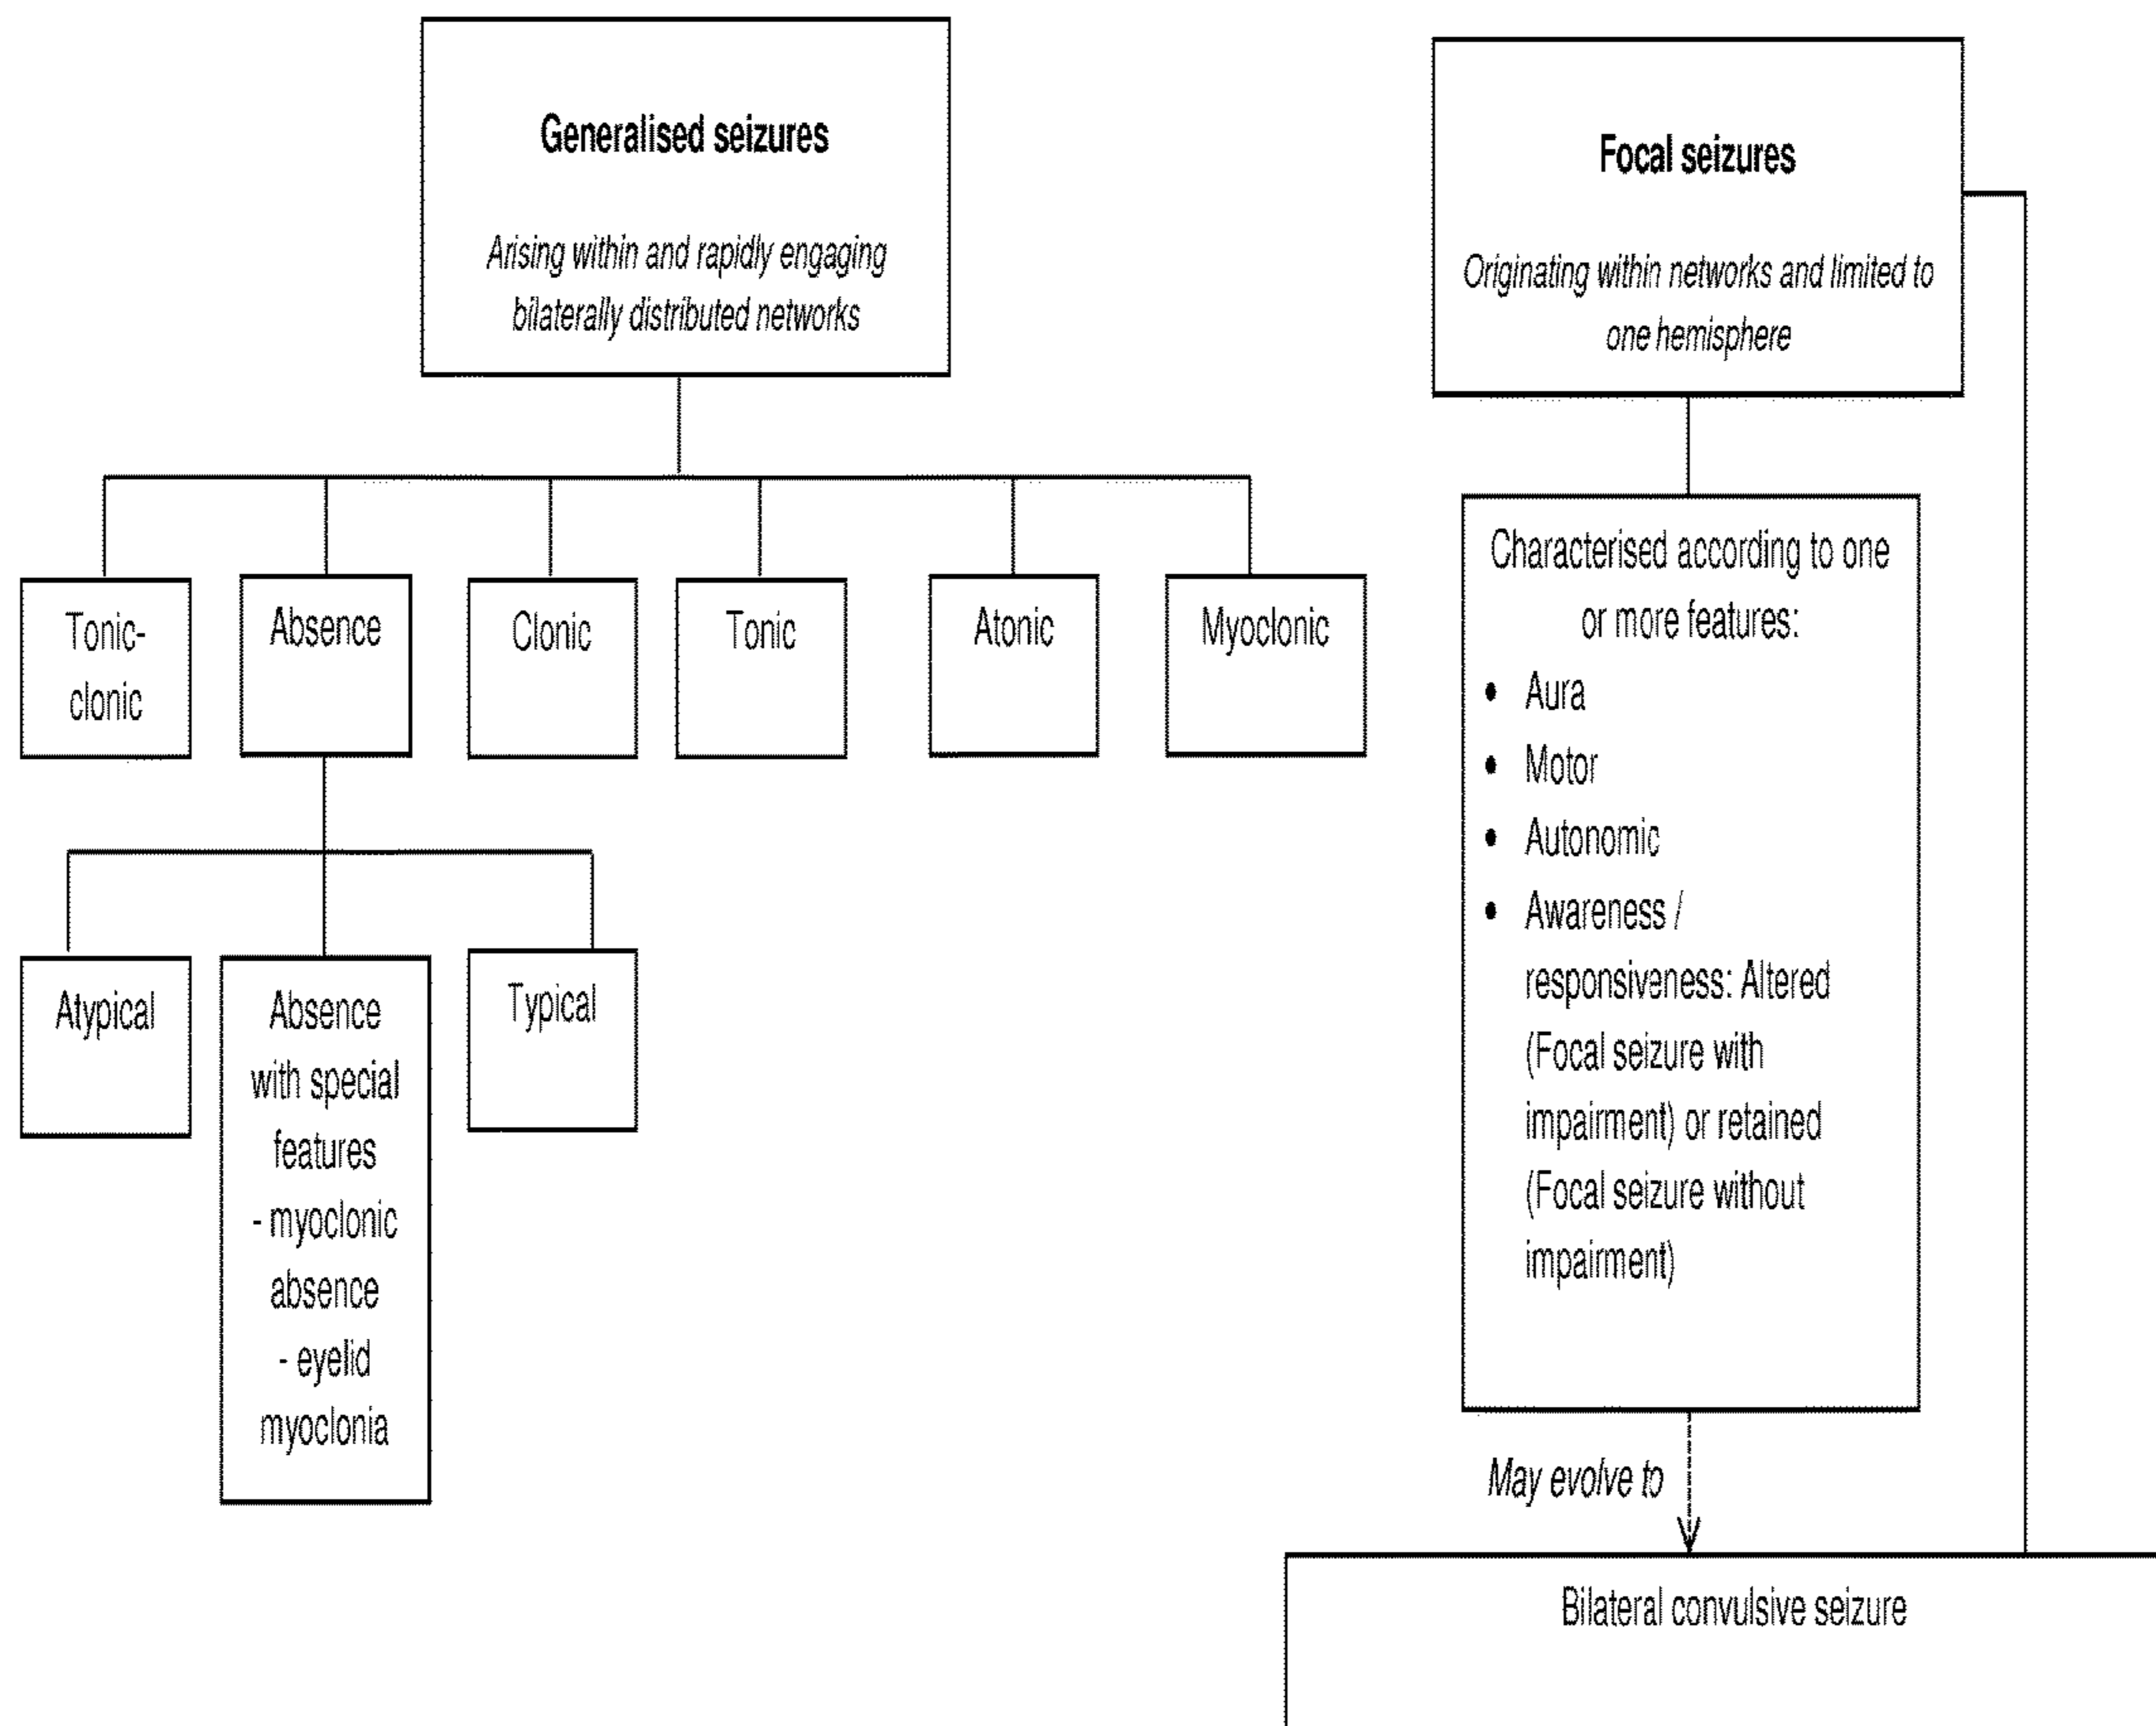 Generalised seizures
Arising within and rapidly engaging
bilaterally distributed networks
Tonic-
clonic
Absence
Clonic
Tonic
Atonic
Myoclonic
Atypical
Absence
with special
features
- myoclonic
absence
- eyelid
myoclonia
Typical
Focal seizures
Originating within networks and limited to
one hemisphere
Characterised according to one
or more features:
• Aura
• Motor
• Autonomic
• Awareness /
responsiveness: Altered
(Focal seizure with
impairment) or retained
(Focal seizure without
impairment)
May evolve to
Bilateral convulsive seizure